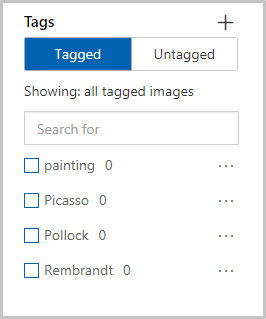 Tags
Tagged Untagged
Showing: all tagged images
Search for
painting 0
Picasso 0
Pollock 0
Rembrandt 0